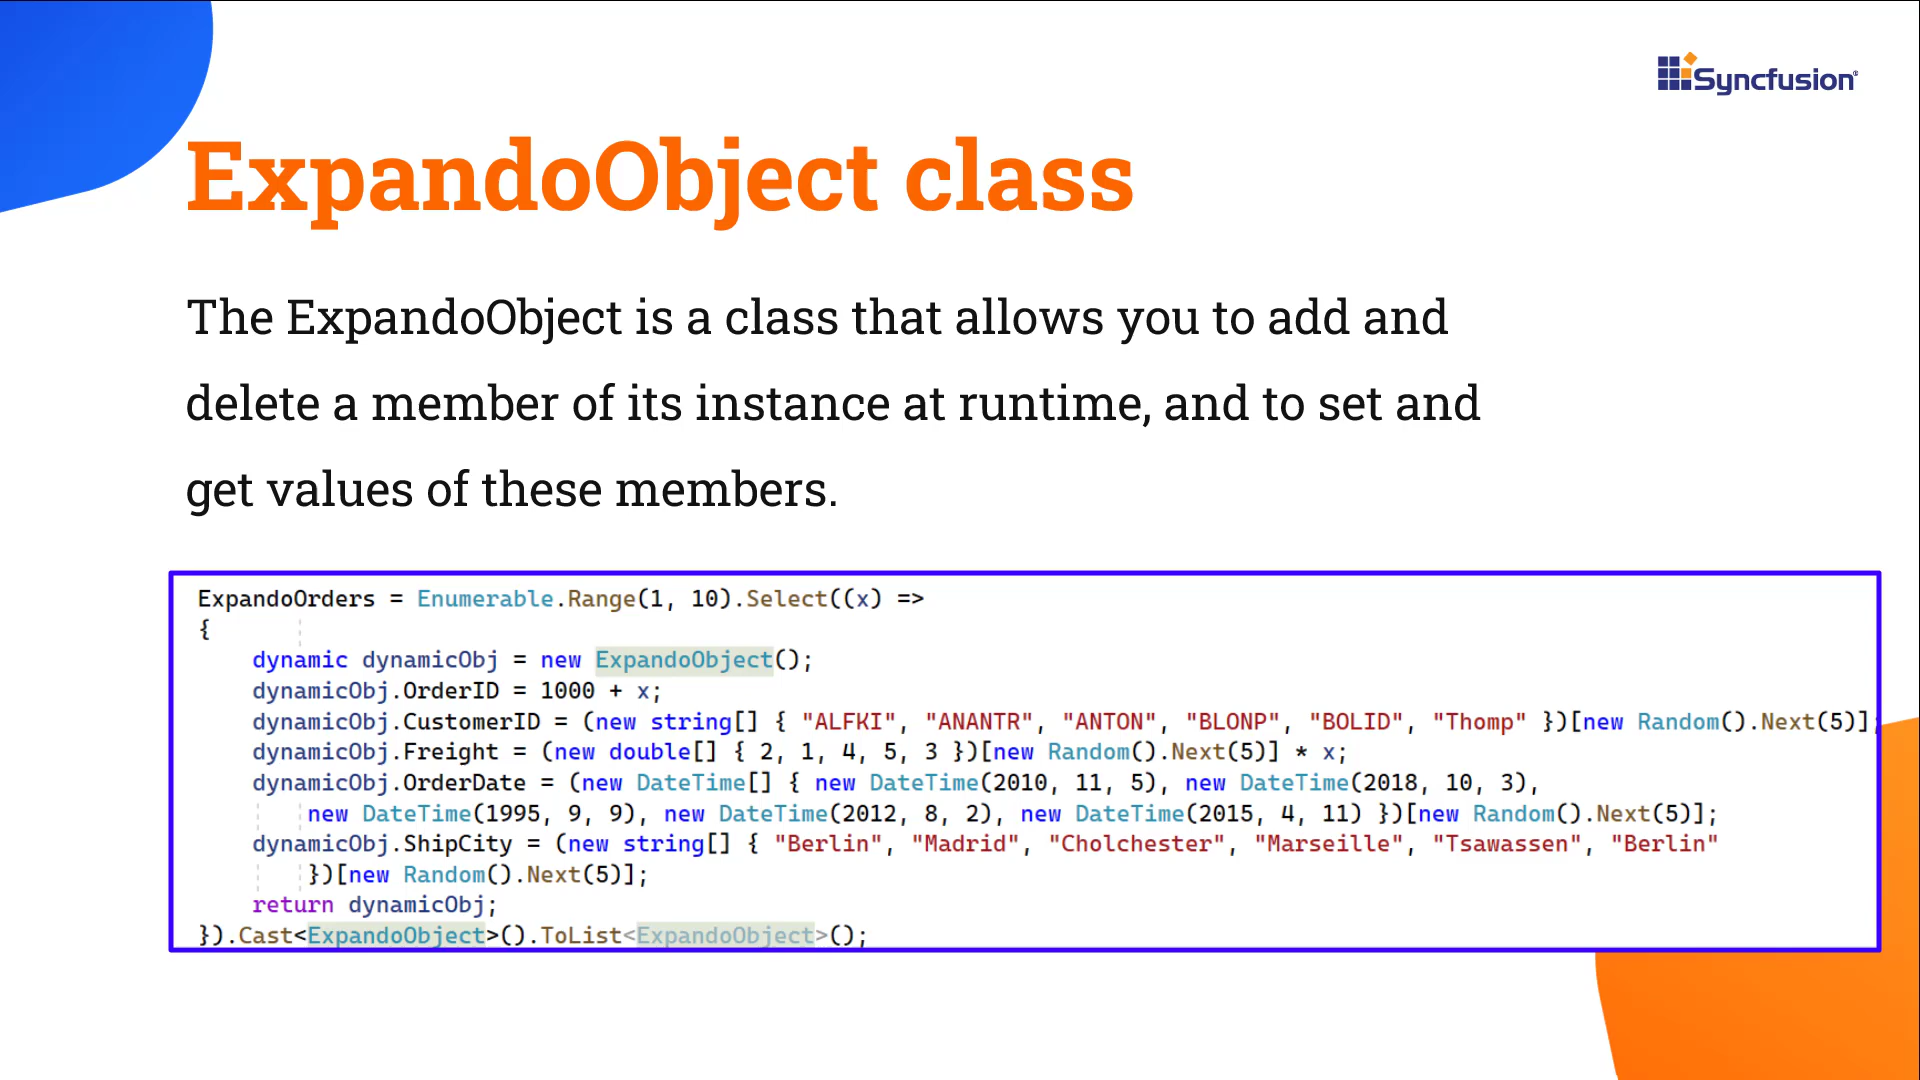 Syncfusion
ExpandoObject class
The ExpandoObject is a class that allows you to add and
delete a member of its instance at runtime, and to set and
get values of these members.
ExpandoOrders = Enumerable.Range(1, 10).Select((x) =>
{
    dynamic dynamicObj = new ExpandoObject();
    dynamicObj.OrderID = 1000 + x;
    dynamicObj.CustomerID = (new string[] { "ALFKI", "ANANTR", "ANTON", "BLONP", "BOLID", "Thomp" })[new Random().Next(5)];
    dynamicObj.Freight = (new double[] { 2, 1, 4, 5, 3 })[new Random().Next(5)] * x;
    dynamicObj.OrderDate = (new DateTime[] { new DateTime(2010, 11, 5), new DateTime(2018, 10, 3),
        new DateTime(1995, 9, 9), new DateTime(2012, 8, 2), new DateTime(2015, 4, 11) })[new Random().Next(5)];
    dynamicObj.ShipCity = (new string[] { "Berlin", "Madrid", "Cholchester", "Marseille", "Tsawassen", "Berlin"
        })[new Random().Next(5)];
    return dynamicObj;
}).Cast<ExpandoObject>().ToList<ExpandoObject>();